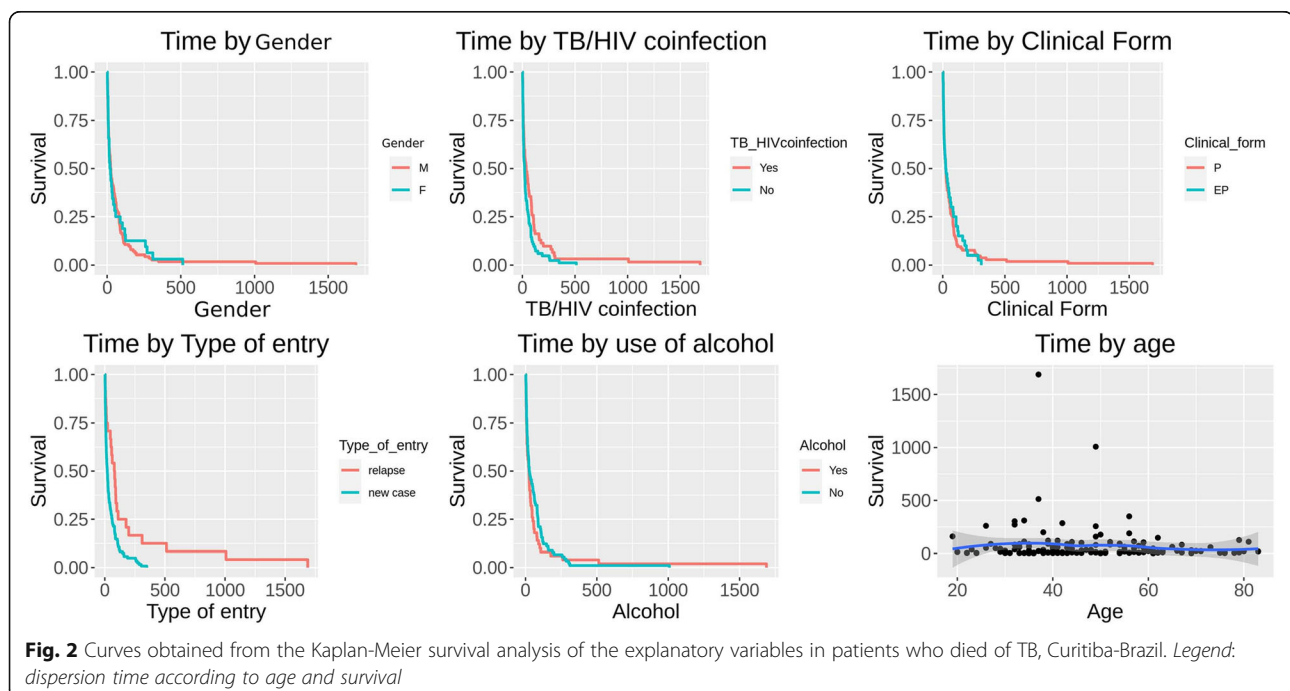 Time by Gender
1.00
0.75
0.50
0.25
0.00
Survival
0
500
1000
1500
Gender
Gender
M
F
Time by TB/HIV coinfection
1.00
0.75
0.50
0.25
0.00
Survival
0
500
1000
1500
TB/HIV coinfection
TB_HIVcoinfection
Yes
No
Time by Clinical Form
1.00
0.75
0.50
0.25
0.00
Survival
0
500
1000
1500
Clinical Form
Clinical_form
P
EP
Time by Type of entry
1.00
0.75
0.50
0.25
0.00
Survival
0
500
1000
1500
Type of entry
Type_of_entry
relapse
new case
Time by use of alcohol
1.00
0.75
0.50
0.25
0.00
Survival
0
500
1000
1500
Alcohol
Alcohol
Yes
No
Time by age
1500
1000
500
0
Survival
20
40
60
80
Age
Fig. 2 Curves obtained from the Kaplan-Meier survival analysis of the explanatory variables in patients who died of TB, Curitiba-Brazil. Legend:
dispersion time according to age and survival